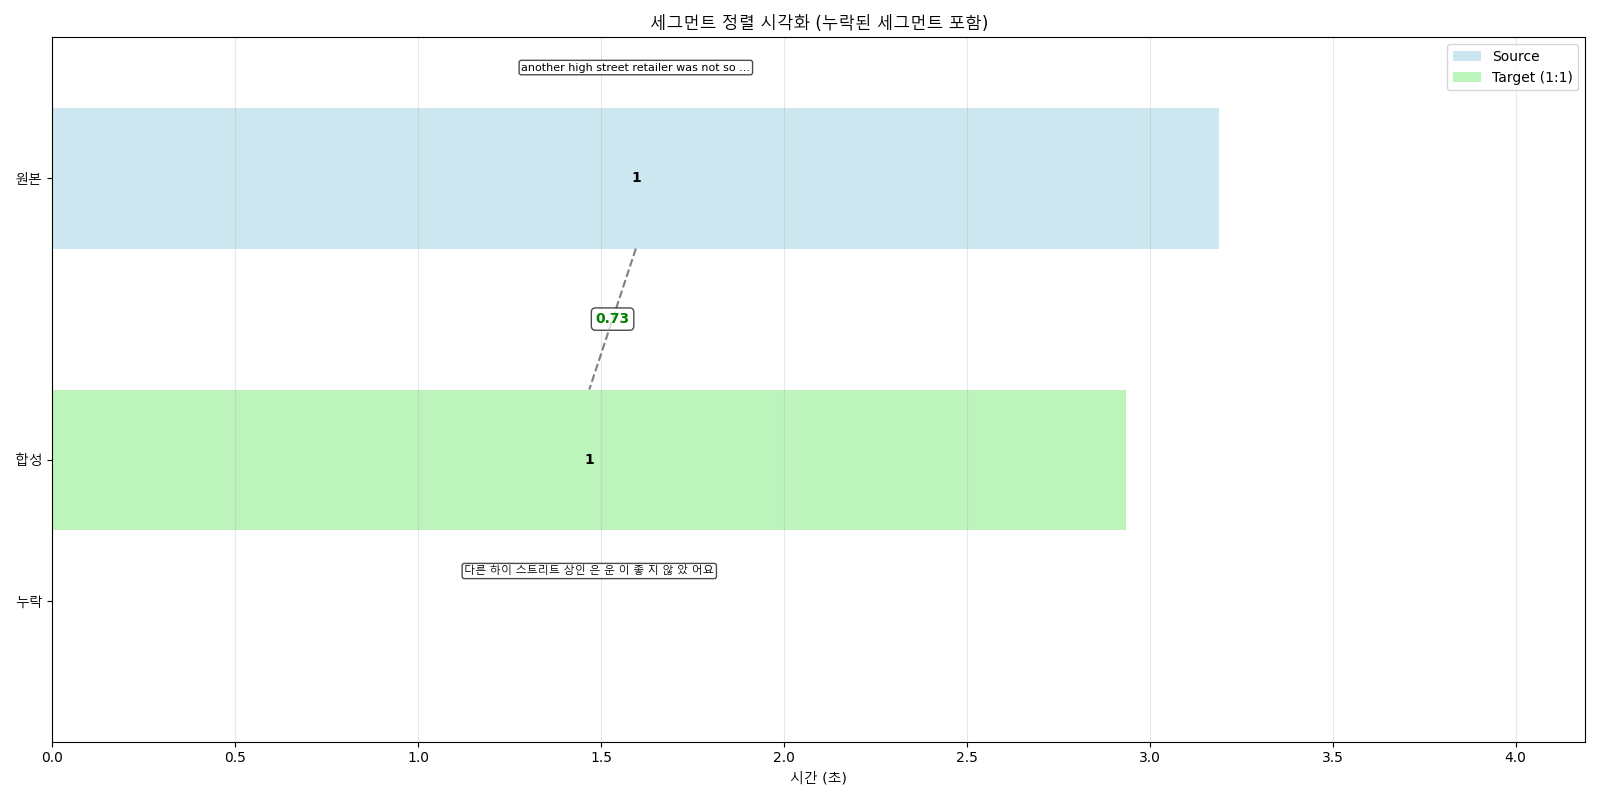 세그먼트 정렬 시각화 (누락된 세그먼트 포함)
another high street retailer was not so ...
Source
Target (1:1)
원본
1
0.73
합성
1
다른 하이 스트리트 상인 은 운 이 좋 지 않 았 어요
누락
0.0 0.5 1.0 1.5 2.0 2.5 3.0 3.5 4.0
시간 (초)